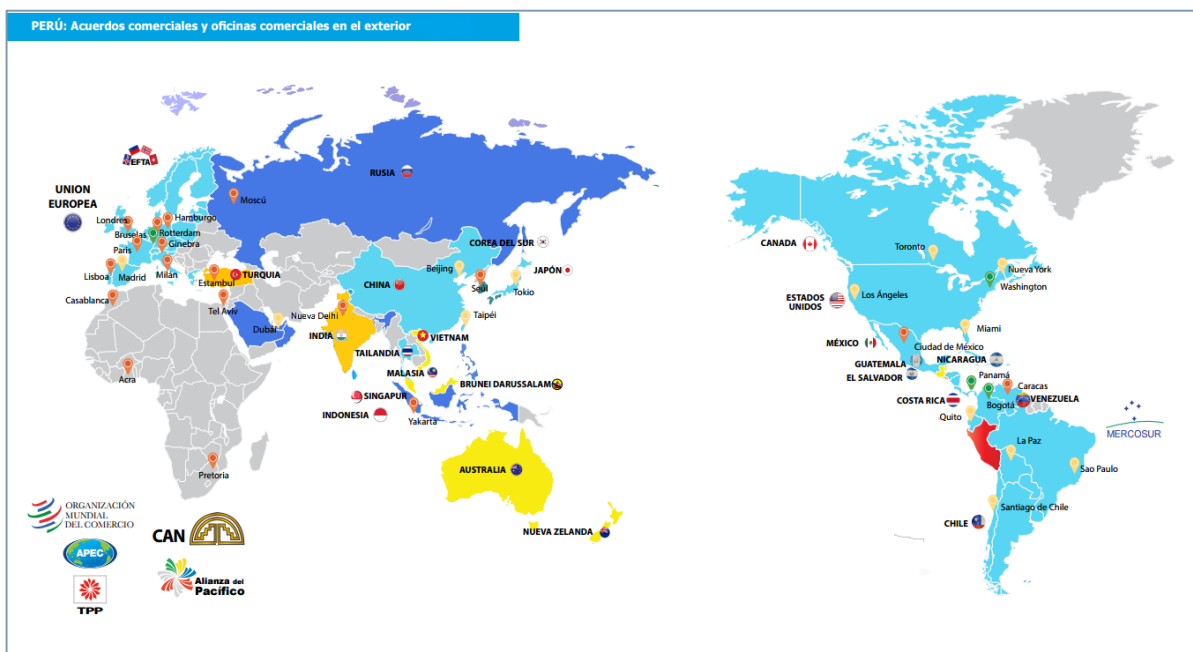 PERÚ: Acuerdos comerciales y oficinas comerciales en el exterior
EFTA
UNION
EUROPEA
RUSIA
Moscú
Londres
Hamburgo
Bruselas
Rotterdam
Paris
Ginebra
Lisboa
Madrid
Milán
Estambul
TURQUIA
Casablanca
Tel Aviv
Dubái
Nueva Delhi
INDIA
Acra
Pretoria
CHINA
Beijing
COREA DEL SUR
Seúl
JAPÓN
Tokio
Taipéi
VIETNAM
TAILANDIA
MALASIA
BRUNEI DARUSSALAM
SINGAPUR
INDONESIA
Yakarta
AUSTRALIA
NUEVA ZELANDA
CANADA
Toronto
Nueva York
Washington
ESTADOS
UNIDOS
Los Ángeles
Miami
MÉXICO
Ciudad de México
GUATEMALA
NICARAGUA
EL SALVADOR
Panamá
Caracas
COSTA RICA
Bogotá
VENEZUELA
Quito
MERCOSUR
La Paz
Sao Paulo
Santiago de Chile
CHILE
ORGANIZACIÓN
MUNDIAL
DEL COMERCIO
CAN
APEC
Alianza del
Pacífico
TPP